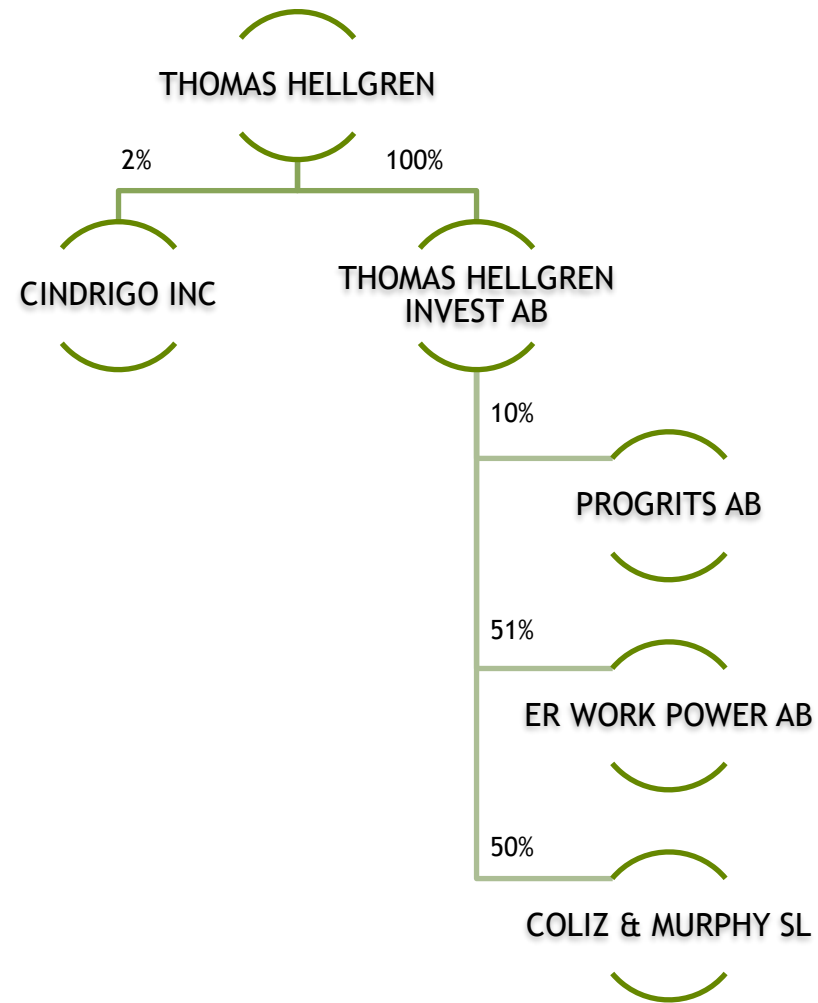 THOMAS HELLGREN
2%
100%
CINDRIGO INC
THOMAS HELLGREN
INVEST AB
10%
PROGRITS AB
51%
ER WORK POWER AB
50%
COLIZ & MURPHY SL